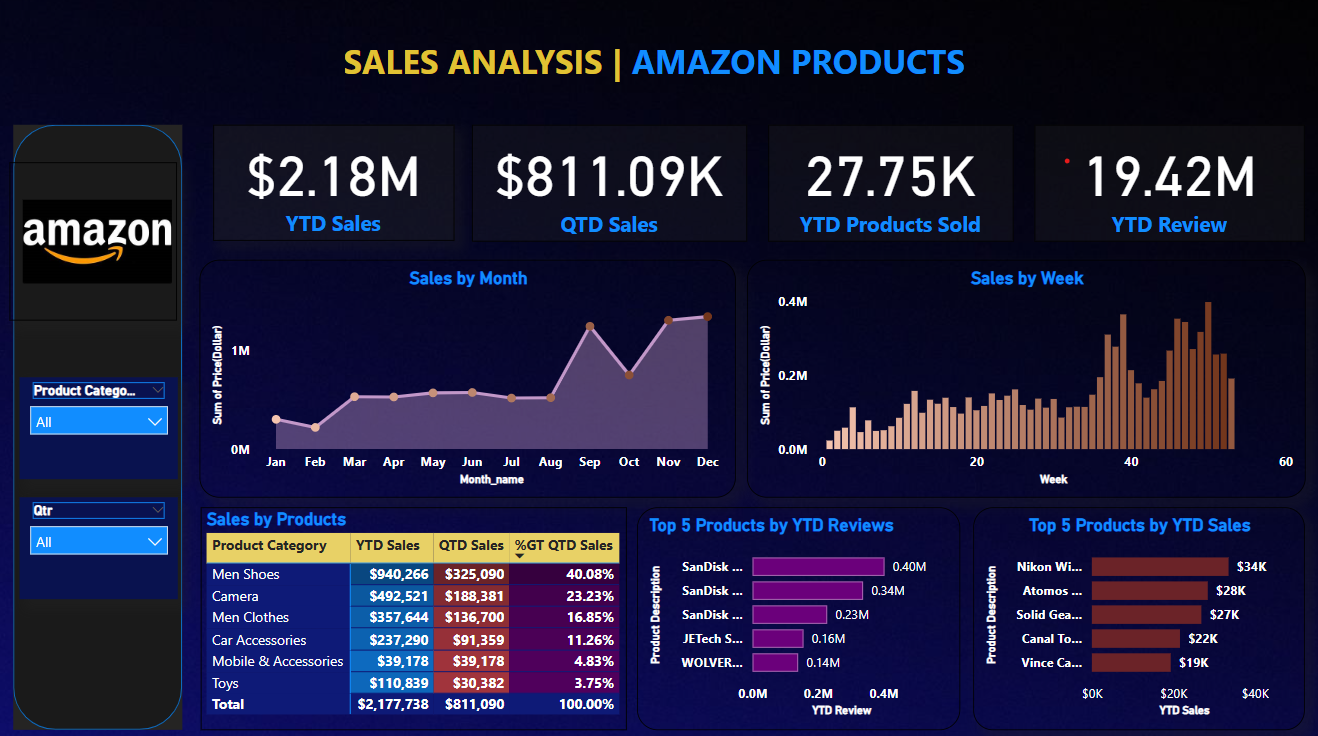 SALES ANALYSIS | AMAZON PRODUCTS
$2.18M
YTD Sales
$811.09K
QTD Sales
27.75K
YTD Products Sold
19.42M
YTD Review
amazon
Product Catego...
All
Qtr
All
Sales by Month
Sum of Price(Dollar)
1M
0M
Jan Feb Mar Apr May Jun Jul Aug Sep Oct Nov Dec
Month_name
Sales by Week
Sum of Price(Dollar)
0.4M
0.2M
0.0M
0 20 40 60
Week
Sales by Products
Product Category YTD Sales QTD Sales %GT QTD Sales
Men Shoes $940,266 $325,090 40.08%
Camera $492,521 $188,381 23.23%
Men Clothes $357,644 $136,700 16.85%
Car Accessories $237,290 $91,359 11.26%
Mobile & Accessories $39,178 $39,178 4.83%
Toys $110,839 $30,382 3.75%
Total $2,177,738 $811,090 100.00%
Top 5 Products by YTD Reviews
Product Description
SanDisk ... 0.40M
SanDisk ... 0.34M
SanDisk ... 0.23M
JETech S... 0.16M
WOLVER... 0.14M
0.0M 0.2M 0.4M
YTD Review
Top 5 Products by YTD Sales
Product Description
Nikon Wi... $34K
Atomos ... $28K
Solid Gea... $27K
Canal To... $22K
Vince Ca... $19K
$0K $20K $40K
YTD Sales